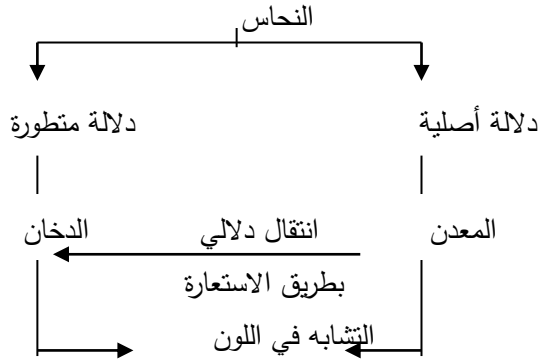 النحاس
دلالة أصلية دلالة متطورة
المعدن انتقال دلالي الدخان
بطريق الاستعارة
التشابه في اللون